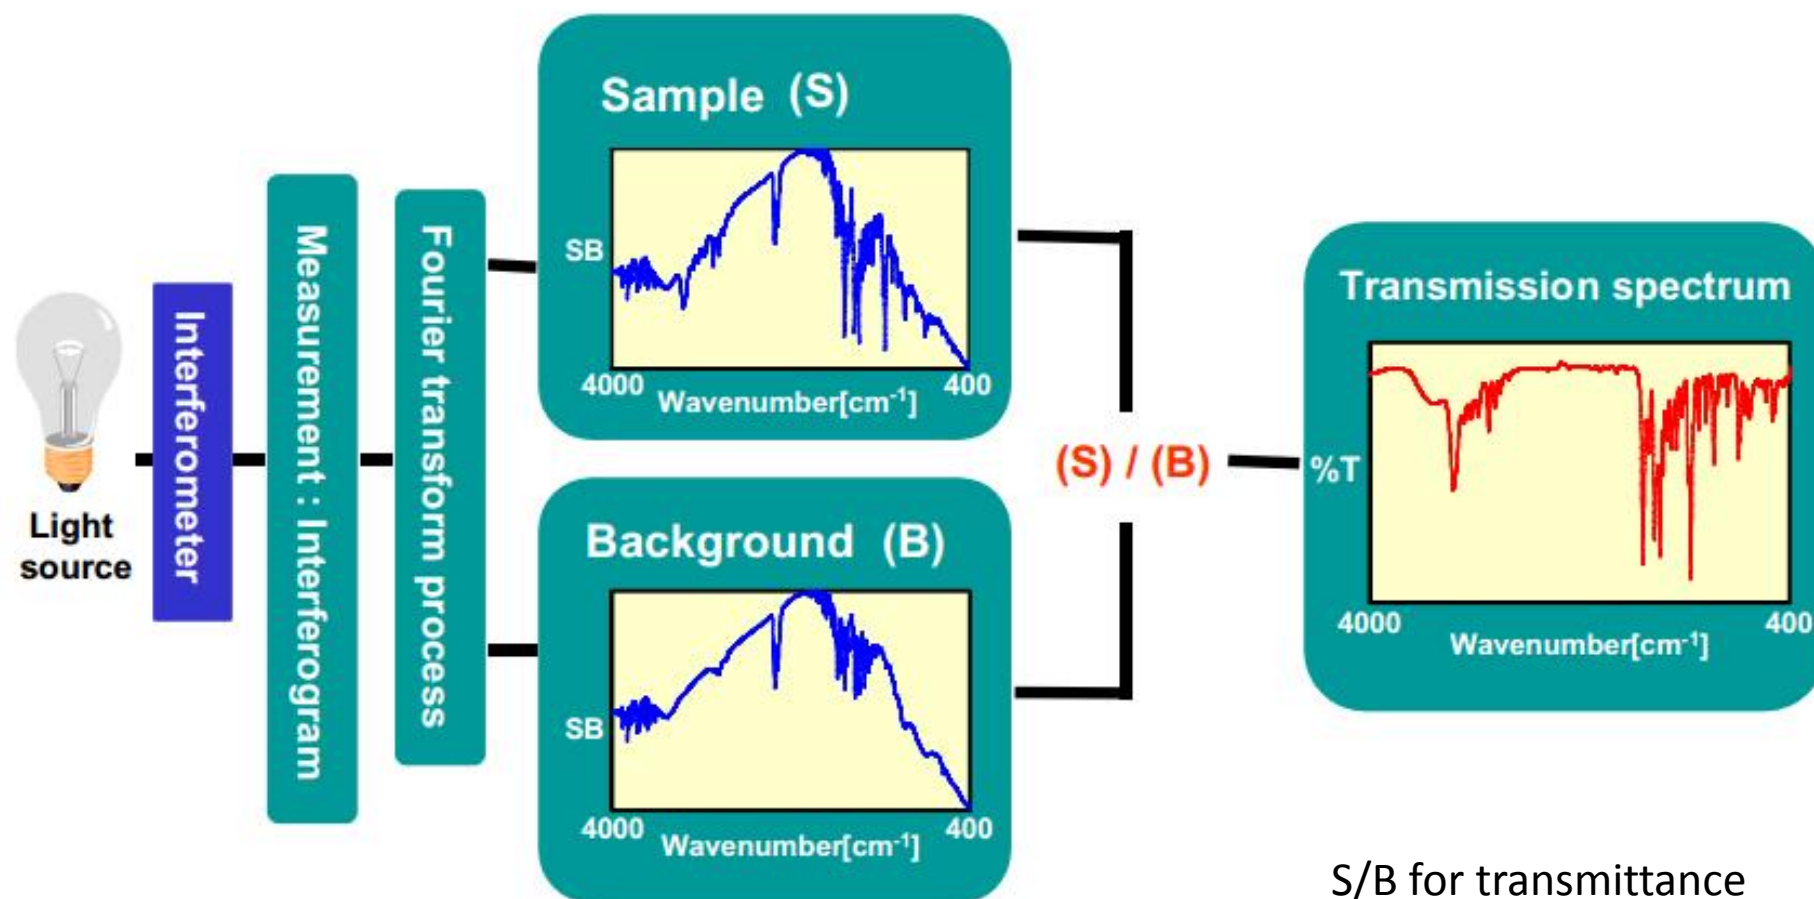 Light
source
Interferometer
Measurement : Interferogram
Fourier transform process
Sample (S)
SB
4000
400
Wavenumber[cm⁻¹]
Background (B)
SB
4000
400
Wavenumber[cm⁻¹]
(S) / (B)
Transmission spectrum
%T
4000
400
Wavenumber[cm⁻¹]
S/B for transmittance